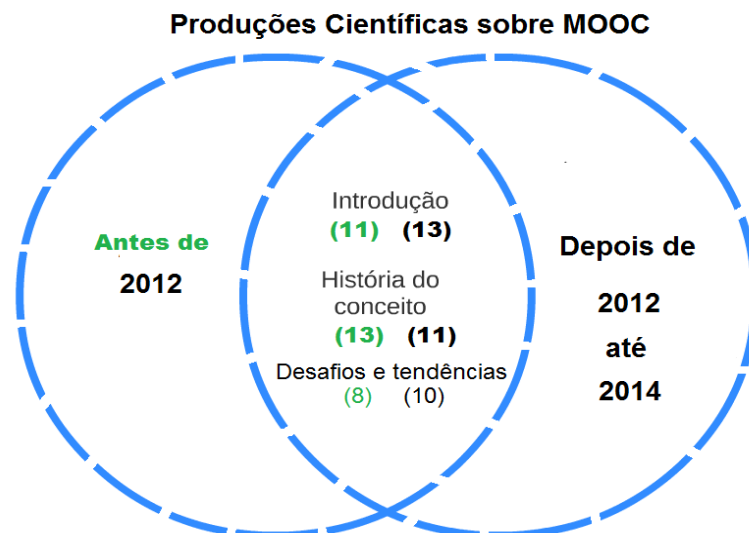 Produções Científicas sobre MOOC
Antes de
2012
Introdução
(11) (13)
História do
conceito
(13) (11)
Desafios e tendências
(8) (10)
Depois de
2012
até
2014